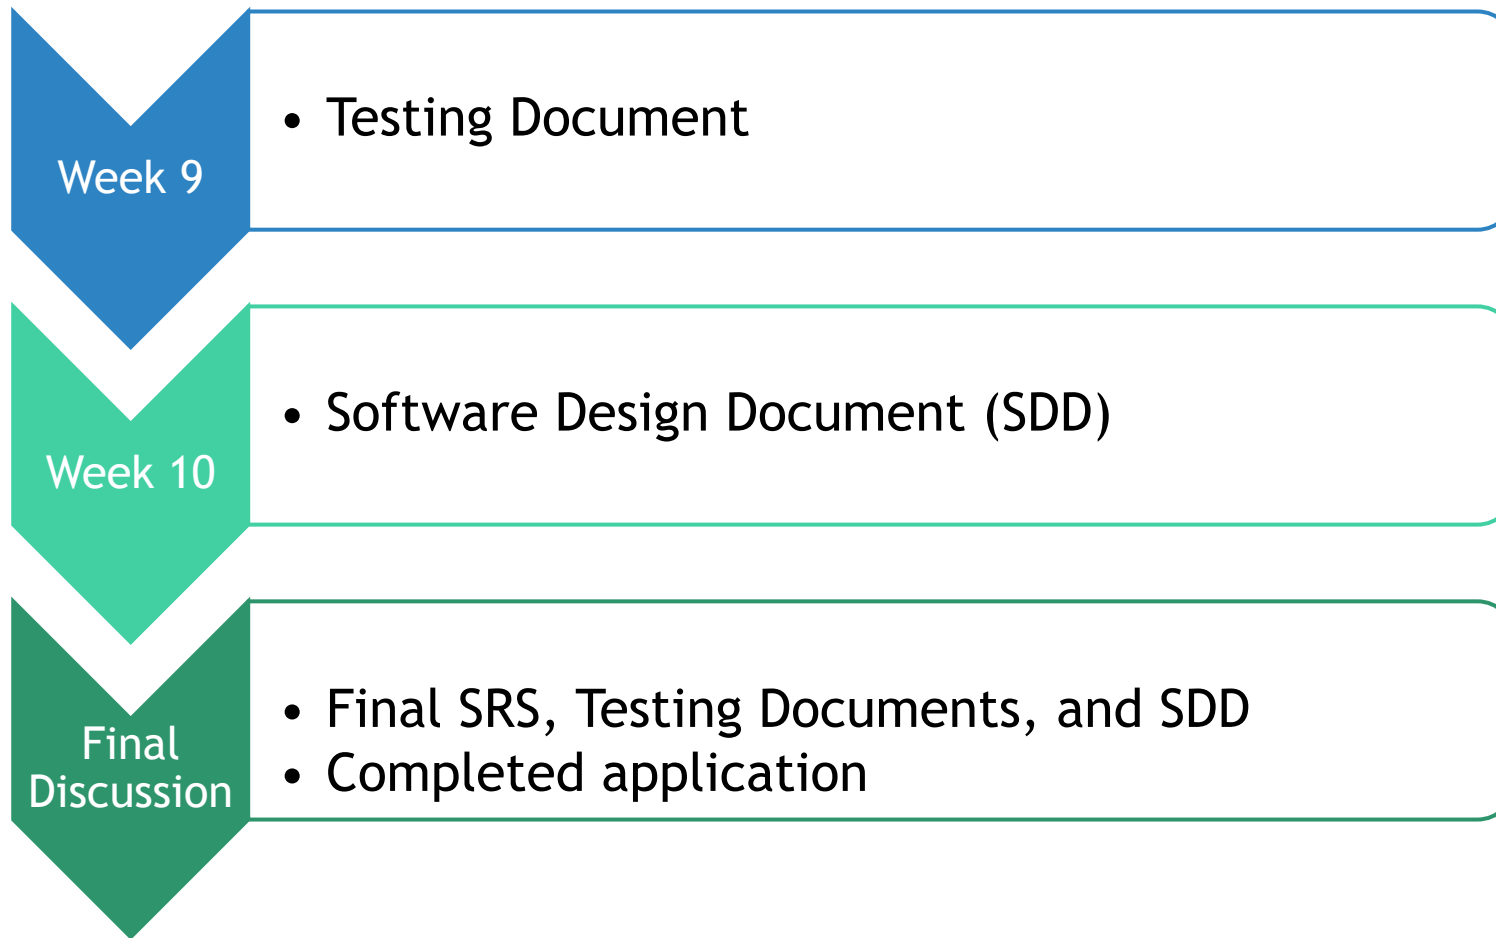 Week 9
• Testing Document
Week 10
• Software Design Document (SDD)
Final
Discussion
• Final SRS, Testing Documents, and SDD
• Completed application